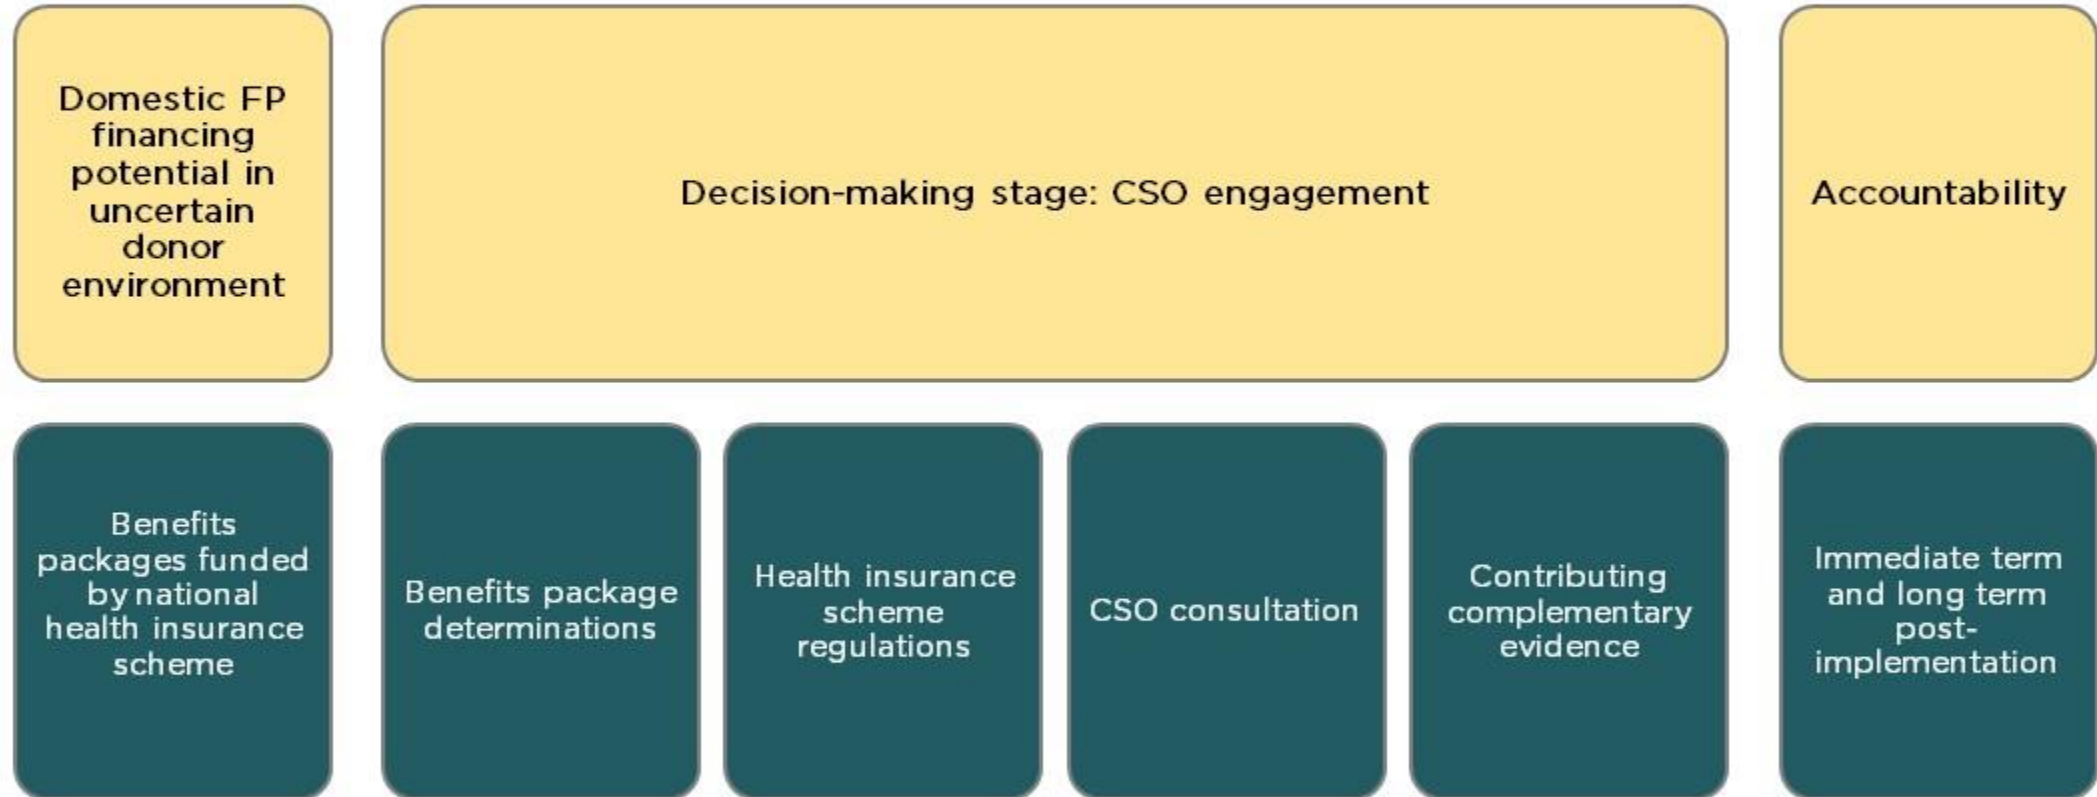 Domestic FP
financing
potential in
uncertain
donor
environment
Decision-making stage: CSO engagement
Accountability
Benefits
packages funded
by national
health insurance
scheme
Benefits package
determinations
Health insurance
scheme
regulations
CSO consultation
Contributing
complementary
evidence
Immediate term
and long term
post-
implementation